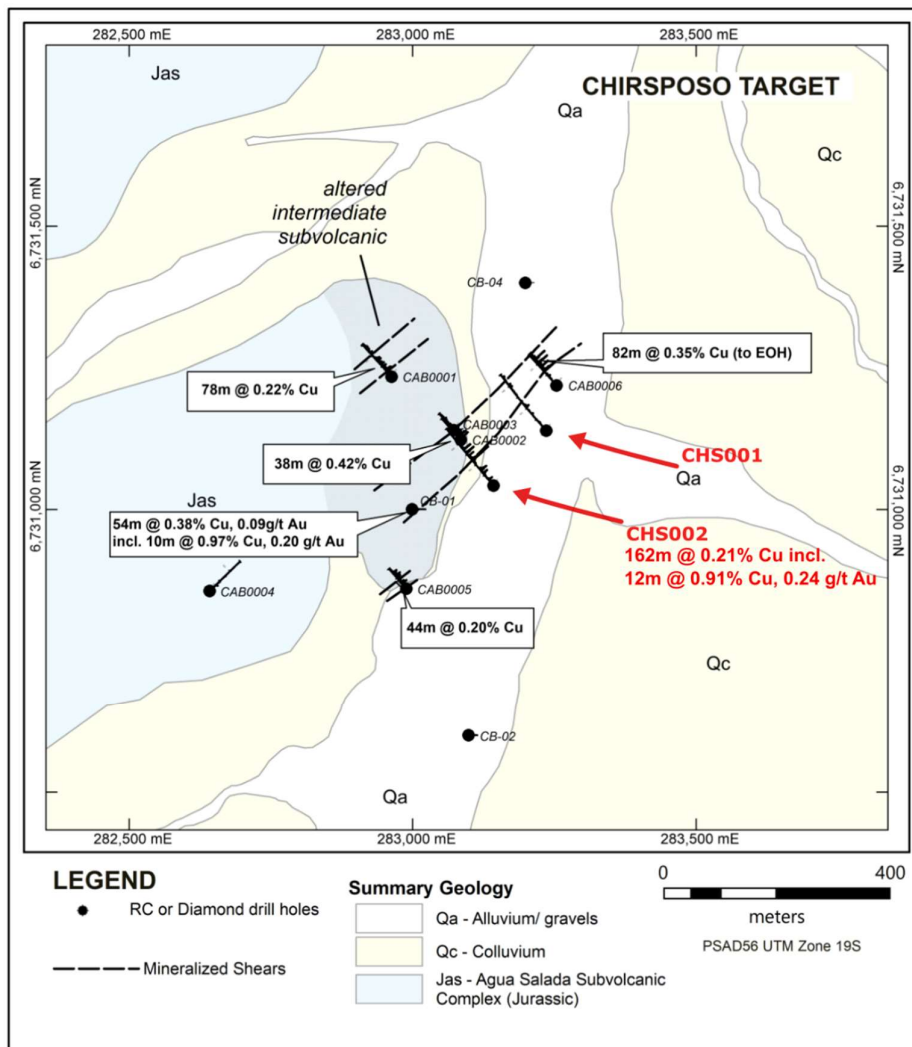 282,500 mE
283,000 mE
283,500 mE
Jas
CHIRSPOSO TARGET
Qa
Qc
altered
intermediate
subvolcanic
6,731,500 mN
6,731,500 mN
CB-04
82m @ 0.35% Cu (to EOH)
CAB0001
CAB0006
78m @ 0.22% Cu
CAB0003
CAB0002
CHS001
38m @ 0.42% Cu
Qa
Jas
CB-01
6,731,000 mN
6,731,000 mN
54m @ 0.38% Cu, 0.09g/t Au
incl. 10m @ 0.97% Cu, 0.20 g/t Au
CHS002
162m @ 0.21% Cu incl.
12m @ 0.91% Cu, 0.24 g/t Au
CAB0004
CAB0005
44m @ 0.20% Cu
Qc
CB-02
Qa
282,500 mE
283,000 mE
283,500 mE
LEGEND
RC or Diamond drill holes
Mineralized Shears
Summary Geology
Qa - Alluvium/ gravels
Qc - Colluvium
Jas - Agua Salada Subvolcanic
Complex (Jurassic)
0
400
meters
PSAD56 UTM Zone 19S